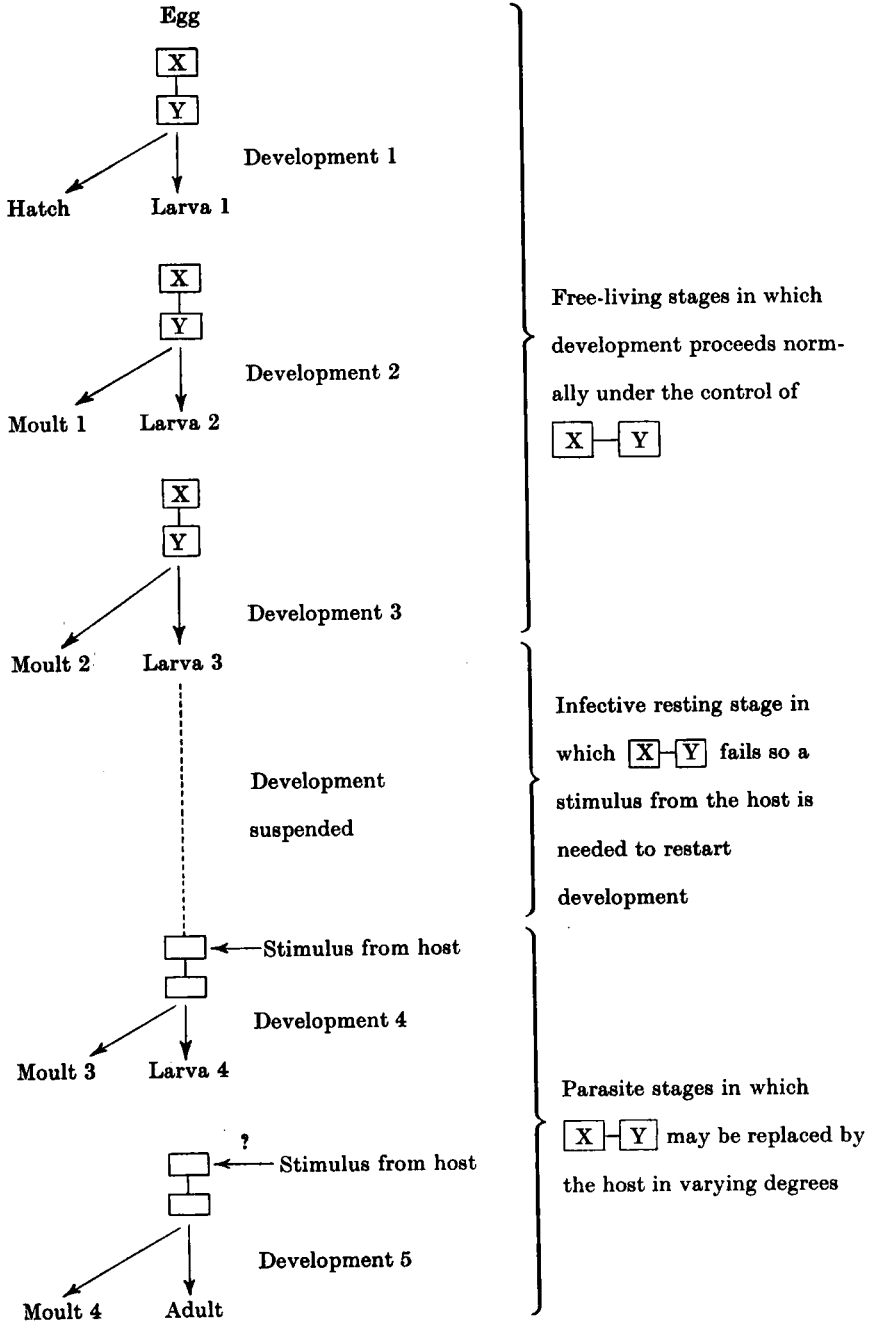 Egg
X
Y
Development 1
Hatch
Larva 1
X
Y
Development 2
Moult 1
Larva 2
X
Y
Development 3
Moult 2
Larva 3
Free-living stages in which
development proceeds norm-
ally under the control of
X Y
Development
suspended
Infective resting stage in
which X Y fails so a
stimulus from the host is
needed to restart
development
Stimulus from host
Development 4
Moult 3
Larva 4
?
Stimulus from host
Development 5
Moult 4
Adult
Parasite stages in which
X Y may be replaced by
the host in varying degrees